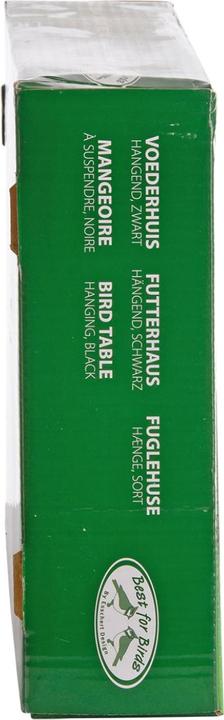 VOEDERHUIS
HANGEND, ZWART
FUTTERHAUS
HÄNGEND, SCHWARZ
FUGLEHUSE
HÆNGE, SORT
MANGEOIRE
À SUSPENDRE, NOIRE
BIRD TABLE
HANGING, BLACK
Best for Birds
By Esschert Design